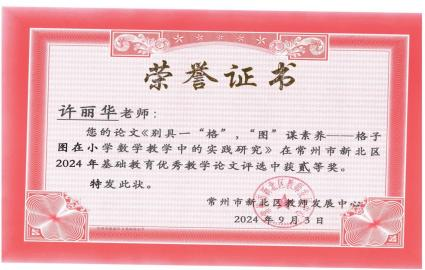 荣誉证书
许丽华老师：
您的论文《别具一“格”，“图”谋素养——格子
图在小学数学教学中的实践研究》在常州市新北区
2024年基础教育优秀教学论文评选中获贰等奖。
特发此状。
常州市新北区教师发展中心
2024年9月3日